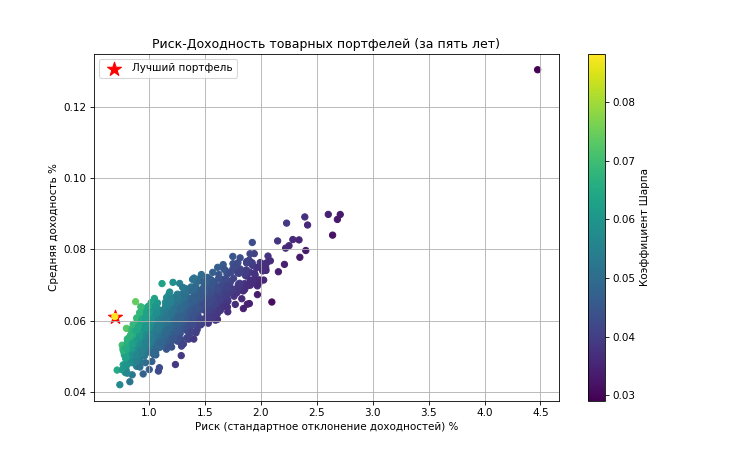 Риск-Доходность товарных портфелей (за пять лет)
Лучший портфель
Средняя доходность %
0.12
0.10
0.08
0.06
0.04
1.0 1.5 2.0 2.5 3.0 3.5 4.0 4.5
Риск (стандартное отклонение доходностей) %
0.08
0.07
0.06
0.05
0.04
0.03
Коэффициент Шарпа